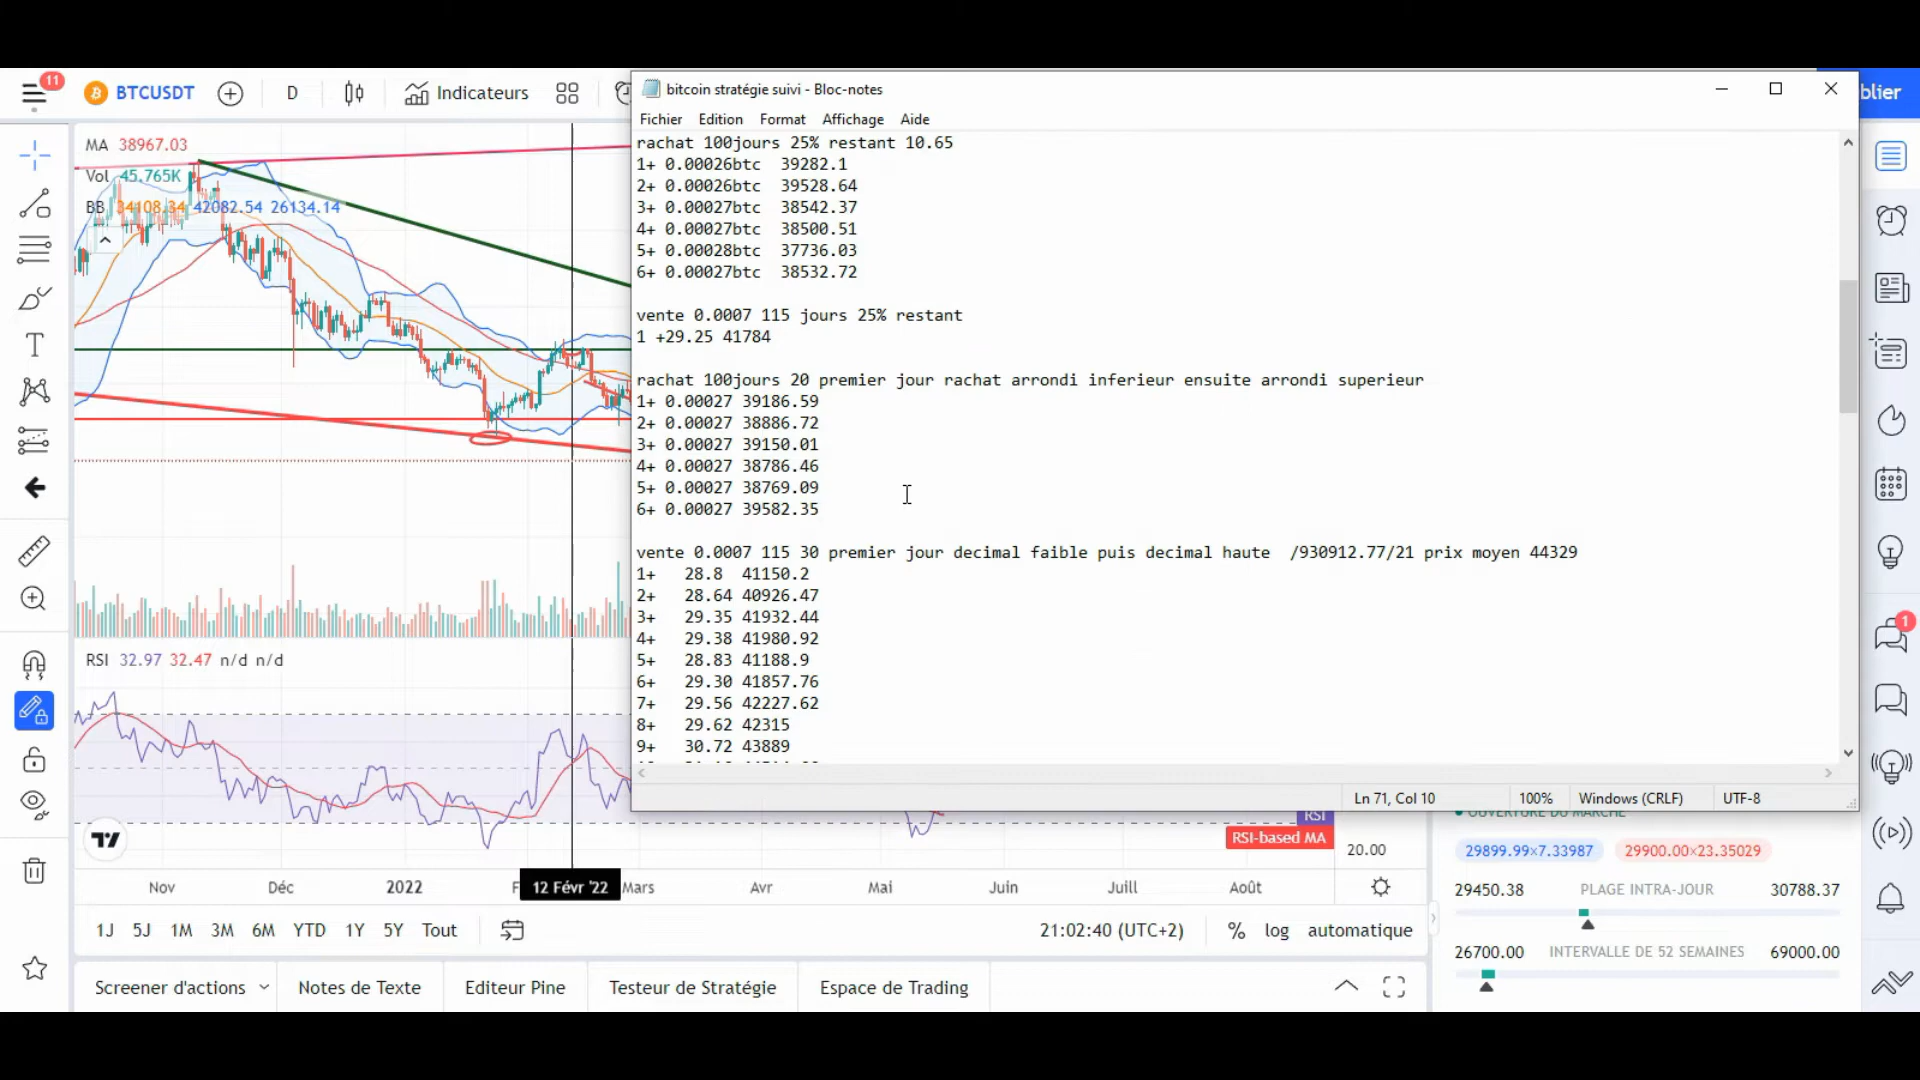 11
BTCUSDT
D
Indicateurs
blier
MA 38967.03
Vol 45.765K
BB 34108.34 42082.54 26134.14
bitcoin stratégie suivi - Bloc-notes
Fichier Edition Format Affichage Aide
rachat 100jours 25% restant 10.65
1+ 0.00026btc 39282.1
2+ 0.00026btc 39528.64
3+ 0.00027btc 38542.37
4+ 0.00027btc 38500.51
5+ 0.00028btc 37736.03
6+ 0.00027btc 38532.72
vente 0.0007 115 jours 25% restant
1 +29.25 41784
rachat 100jours 20 premier jour rachat arrondi inferieur ensuite arrondi superieur
1+ 0.00027 39186.59
2+ 0.00027 38886.72
3+ 0.00027 39150.01
4+ 0.00027 38786.46
5+ 0.00027 38769.09
6+ 0.00027 39582.35
vente 0.0007 115 30 premier jour decimal faible puis decimal haute /930912.77/21 prix moyen 44329
1+ 28.8 41150.2
2+ 28.64 40926.47
3+ 29.35 41932.44
4+ 29.38 41980.92
5+ 28.83 41188.9
6+ 29.30 41857.76
7+ 29.56 42227.62
8+ 29.62 42315
9+ 30.72 43889
Ln 71, Col 10 100% Windows (CRLF) UTF-8
RSI 32.97 32.47 n/d n/d
RSI
RSI-based MA
20.00
Nov Déc 2022 F 12 Févr '22 Mars Avr Mai Juin Juill Août
1J 5J 1M 3M 6M YTD 1Y 5Y Tout
21:02:40 (UTC+2) % log automatique
Screener d'actions Notes de Texte Editeur Pine Testeur de Stratégie Espace de Trading
1
OUVERTURE DU MARCHÉ
29899.99×7.33987 29900.00×23.35029
29450.38 PLAGE INTRA-JOUR 30788.37
26700.00 INTERVALLE DE 52 SEMAINES 69000.00